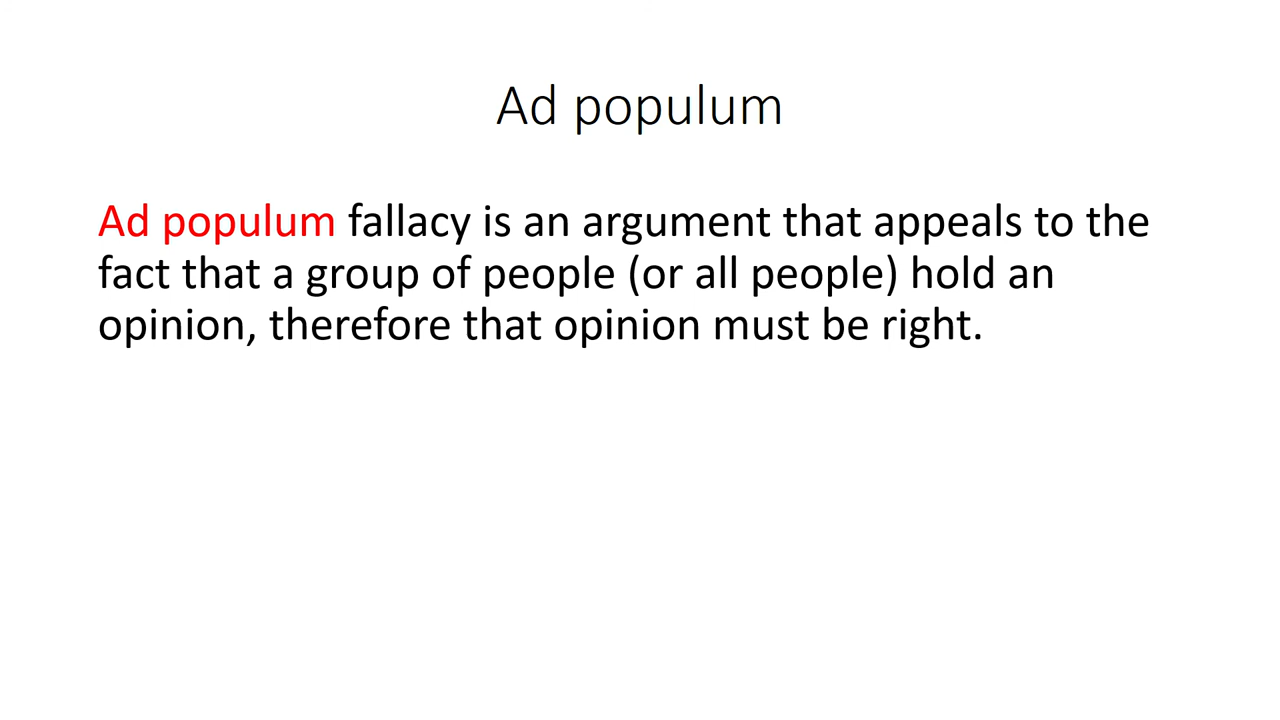 Ad populum
Ad populum fallacy is an argument that appeals to the
fact that a group of people (or all people) hold an
opinion, therefore that opinion must be right.